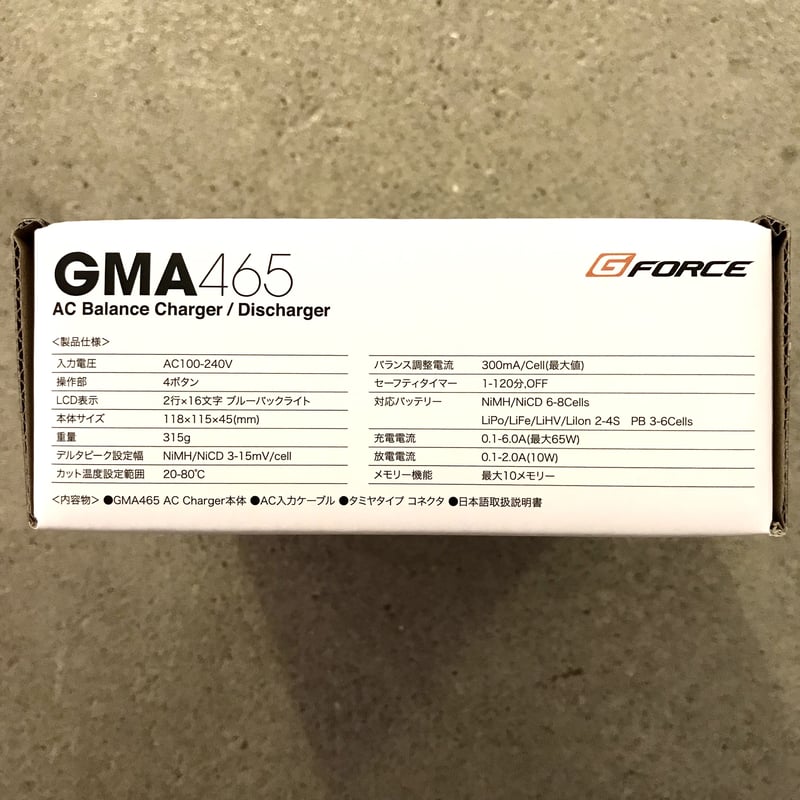 GMA465
G FORCE
AC Balance Charger / Discharger
<製品仕様>
入力電圧 AC100-240V
操作部 4ボタン
LCD表示 2行×16文字 ブルーバックライト
本体サイズ 118×115×45(mm)
重量 315g
デルタピーク設定幅 NiMH/NiCD 3-15mV/cell
カット温度設定範囲 20-80℃
バランス調整電流 300mA/Cell(最大値)
セーフティタイマー 1-120分,OFF
対応バッテリー NiMH/NiCD 6-8Cells
LiPo/LiFe/LiHV/LiIon 2-4S PB 3-6Cells
充電電流 0.1-6.0A(最大65W)
放電電流 0.1-2.0A(10W)
メモリー機能 最大10メモリー
<内容物> ●GMA465 AC Charger本体 ●AC入力ケーブル ●タミヤタイプ コネクタ ●日本語取扱説明書